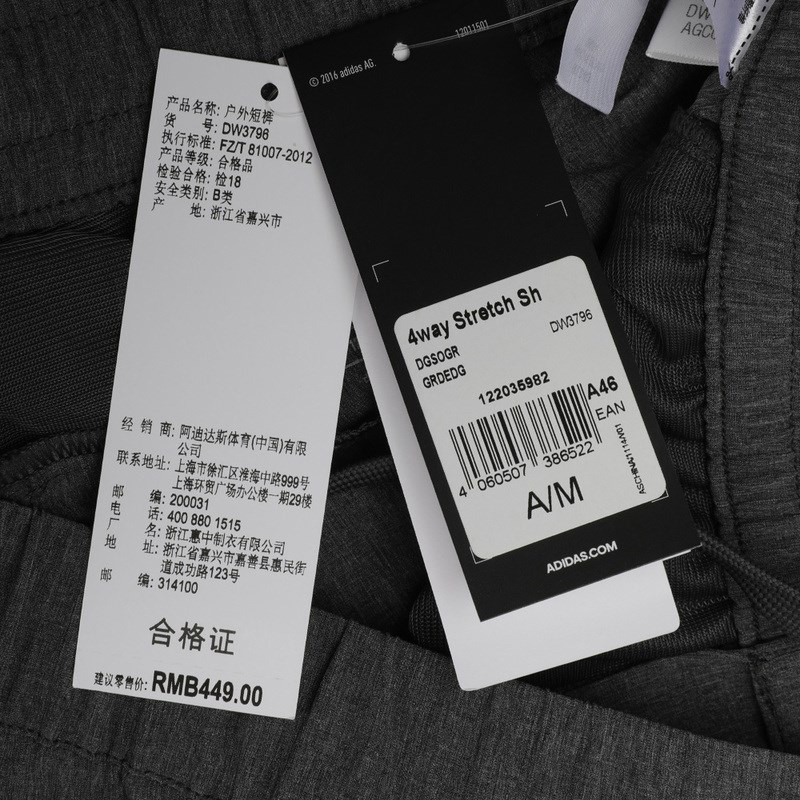 产品名称: 户外短裤
货 号: DW3796
执行标准: FZ/T 81007-2012
产品等级: 合格品
检验合格: 检18
安全类别: B类
产 地: 浙江省嘉兴市
经 销 商: 阿迪达斯体育(中国)有限
公司
联系地址: 上海市徐汇区淮海中路999号
上海环贸广场办公楼一期29楼
邮 编: 200031
电 话: 400 880 1515
厂 名: 浙江惠中制衣有限公司
地 址: 浙江省嘉兴市嘉善县惠民街
道成功路123号
邮 编: 314100
合格证
建议零售价: RMB449.00
12011501
© 2016 adidas AG.
4way Stretch Sh
DGSOGR
DW3796
GRDEDG
122035982
A46
EAN
4 060507 386522
A/M
ADIDAS.COM
DW
AGC